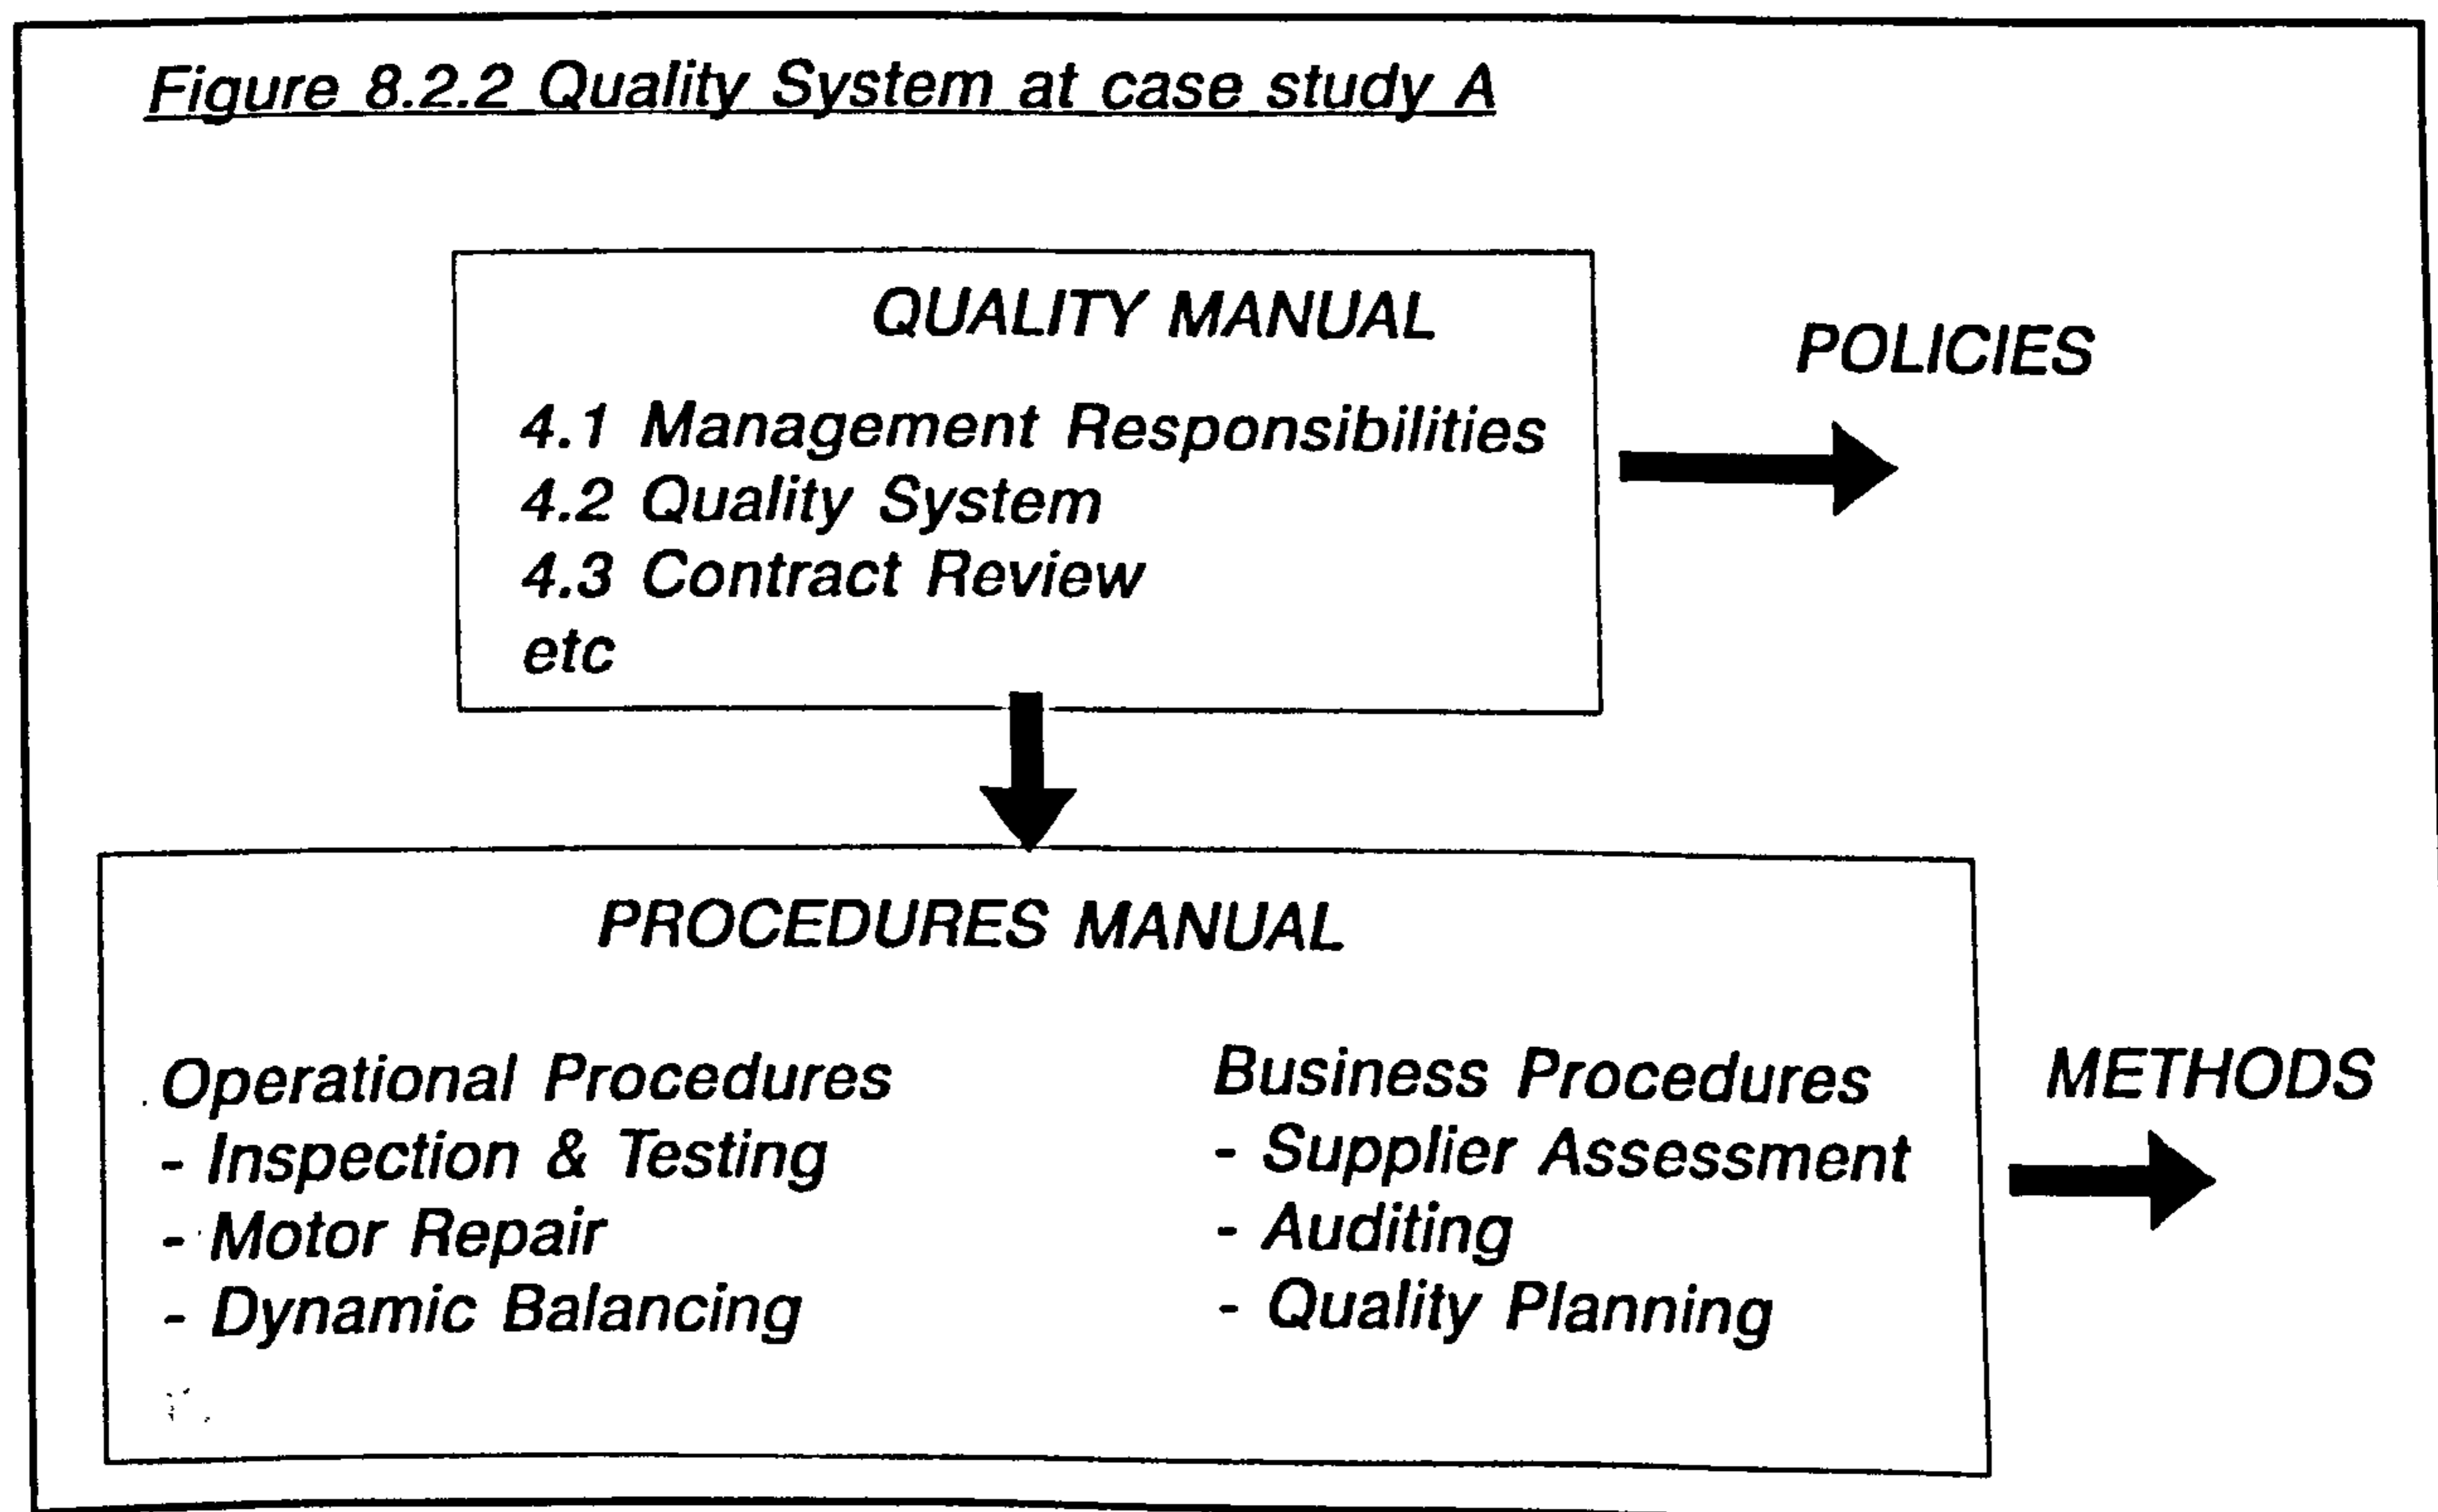 Figure 8.2.2 Quality System at case study A
QUALITY MANUAL
4.1 Management Responsibilities
4.2 Quality System
4.3 Contract Review
etc
POLICIES
PROCEDURES MANUAL
Operational Procedures
- Inspection & Testing
- Motor Repair
- Dynamic Balancing
Business Procedures
- Supplier Assessment
- Auditing
- Quality Planning
METHODS